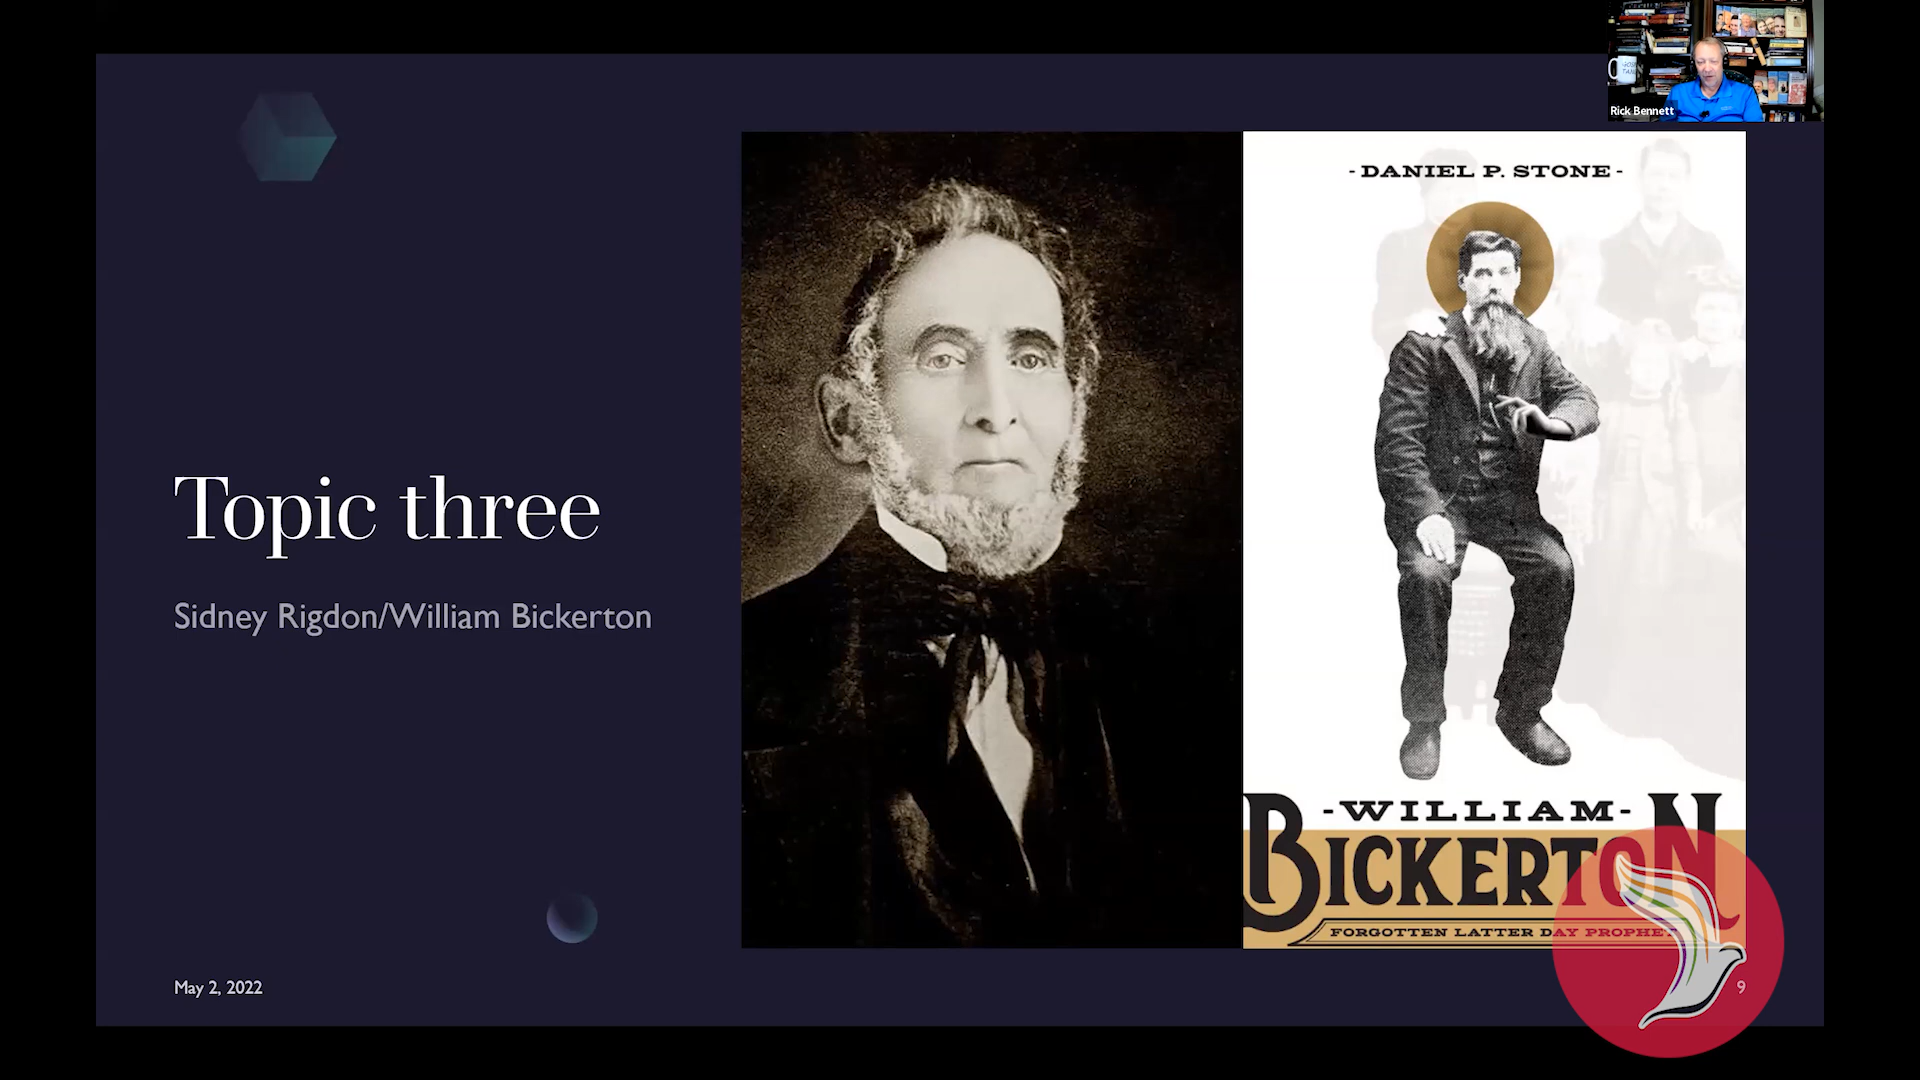 Rick Bennett
Topic three
Sidney Rigdon/William Bickerton
- DANIEL P. STONE -
-WILLIAM-
BICKERTON
FORGOTTEN LATTER DAY PROPHET
May 2, 2022
9